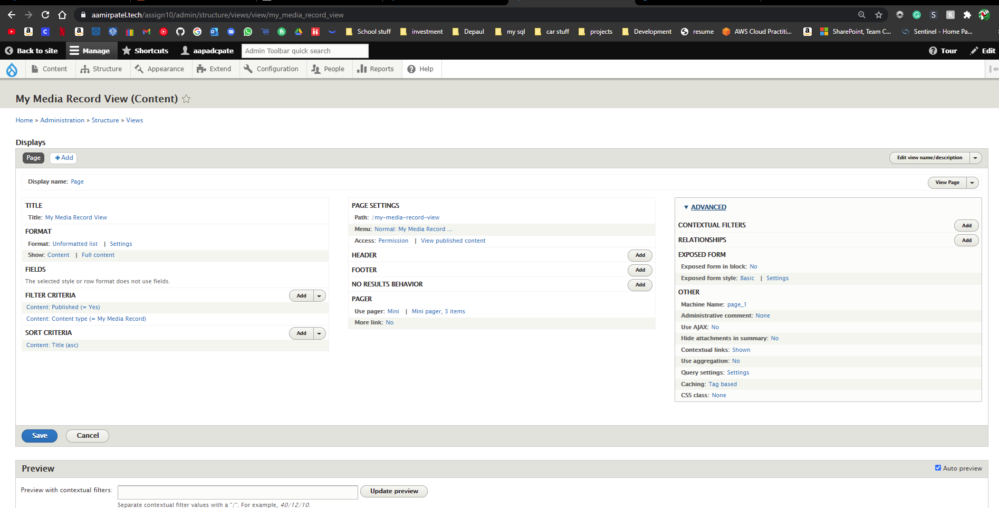 aamirpatel.tech/assign10/admin/structure/views/view/my_media_record_view
School stuff investment Depaul my sql car stuff projects Development resume AWS Cloud Practiti... SharePoint, Team C... Sentinel - Home Pa...
Back to site Manage Shortcuts aapadcpate Admin Toolbar quick search Tour Edit
Content Structure Appearance Extend Configuration People Reports Help
My Media Record View (Content)
Home » Administration » Structure » Views
Displays
Page Add Edit view name/description
Display name: Page View Page
TITLE
Title: My Media Record View
FORMAT
Format: Unformatted list | Settings
Show: Content | Full content
FIELDS
The selected style or row format does not use fields.
FILTER CRITERIA Add
Content: Published (= Yes)
Content: Content type (= My Media Record)
SORT CRITERIA Add
Content: Title (asc)
PAGE SETTINGS
Path: /my-media-record-view
Menu: Normal: My Media Record ...
Access: Permission | View published content
HEADER Add
FOOTER Add
NO RESULTS BEHAVIOR Add
PAGER
Use pager: Mini | Mini pager, 3 items
More link: No
ADVANCED
CONTEXTUAL FILTERS Add
RELATIONSHIPS Add
EXPOSED FORM
Exposed form in block: No
Exposed form style: Basic | Settings
OTHER
Machine Name: page_1
Administrative comment: None
Use AJAX: No
Hide attachments in summary: No
Contextual links: Shown
Use aggregation: No
Query settings: Settings
Caching: Tag based
CSS class: None
Save Cancel
Preview Auto preview
Preview with contextual filters: Update preview
Separate contextual filter values with a "/". For example, 40/12/10.